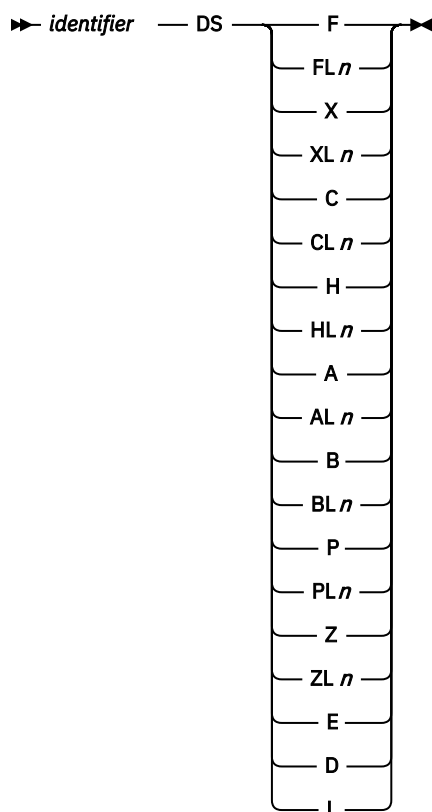 identifier DS F
FLn
X
XLn
C
CLn
H
HLn
A
ALn
B
BLn
P
PLn
Z
ZLn
E
D